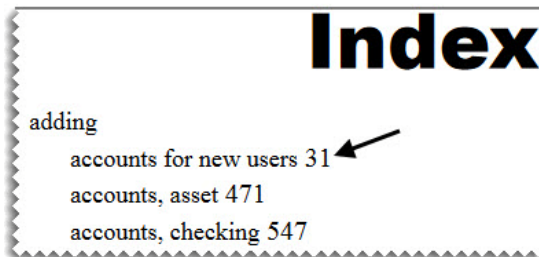 Index
adding
accounts for new users 31
accounts, asset 471
accounts, checking 547